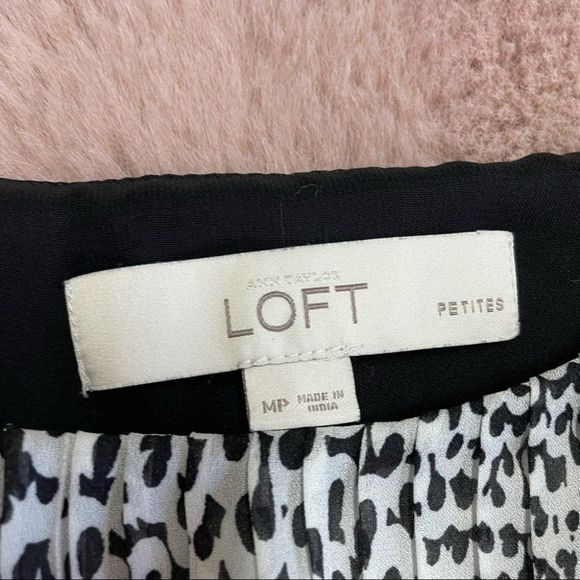 ANN TAYLOR
LOFT
PETITES
MP
MADE IN
INDIA